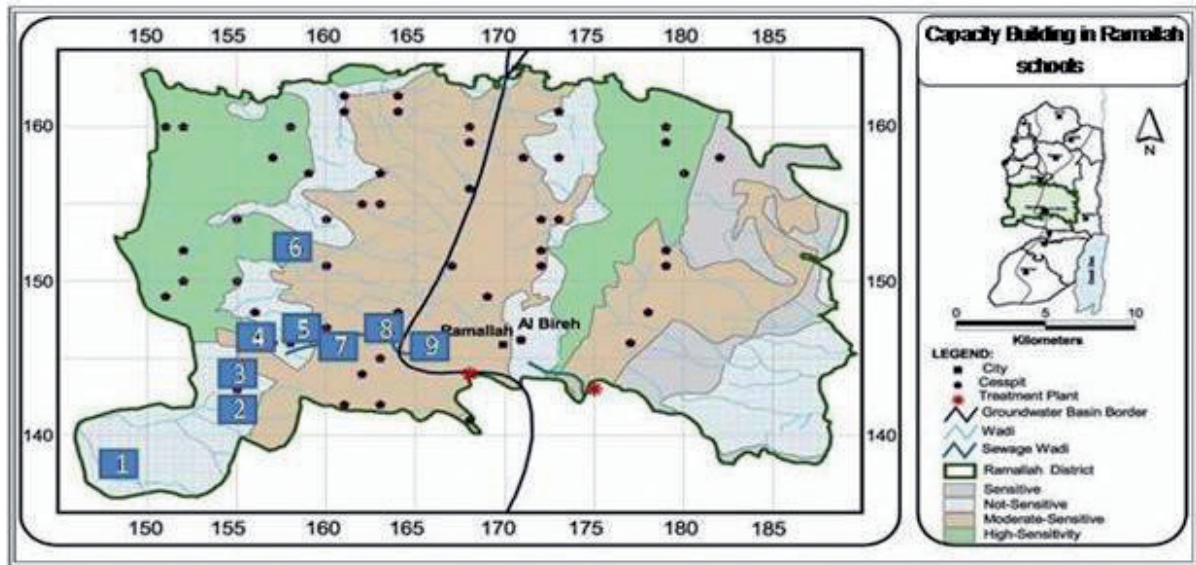 150 155 160 165 170 175 180 185
160 160
150 150
140 140
6
4 5 7 8 9
3
2
1
Ramallah
Al Bireh
150 155 160 165 170 175 180 185
Capacity Building in Ramallah
schools
N
0 5 10
Kilometers
LEGEND:
City
Cesspit
Treatment Plant
Groundwater Basin Border
Wadi
Sewage Wadi
Ramallah District
Sensitive
Not-Sensitive
Moderate-Sensitive
High-Sensitivity